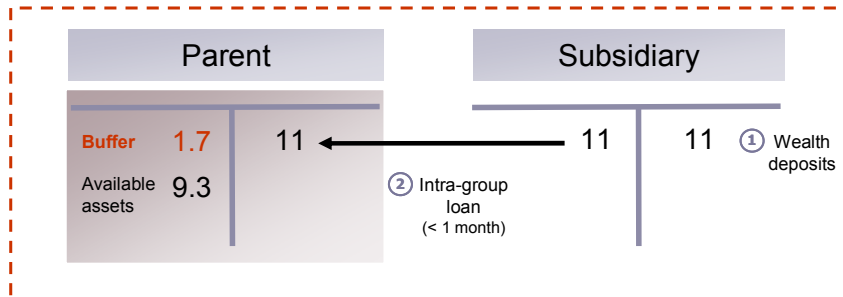 Parent
Subsidiary
Buffer 1.7 11 11 11 1 Wealth
deposits
Available
assets 9.3
2 Intra-group
loan
(< 1 month)